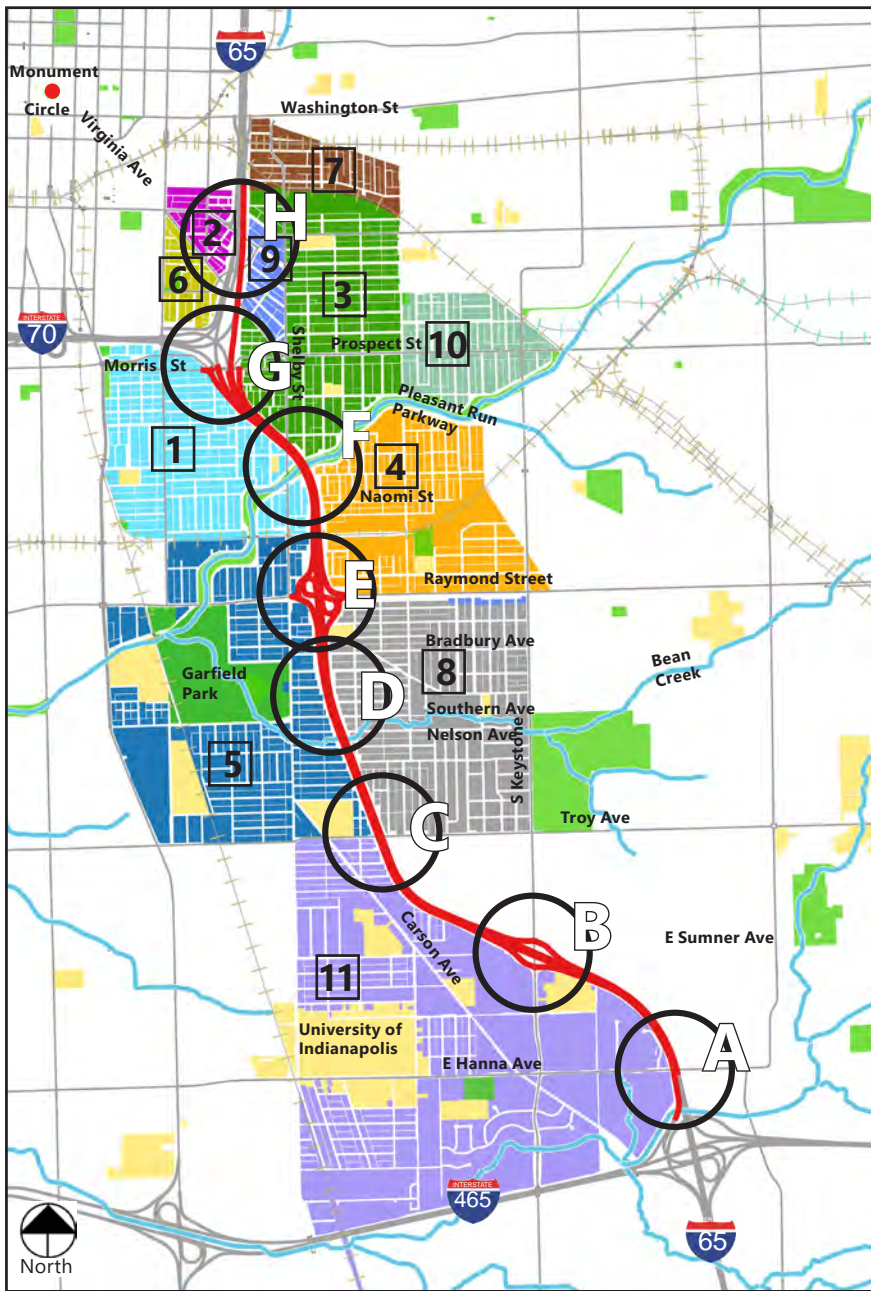 65
Monument
Circle
Virginia Ave
Washington St
7
H
2
9
6
3
INTERSTATE
70
Shelby St
Prospect St
10
Morris St
G
Pleasant Run
Parkway
F
1
4
Naomi St
E
Raymond Street
Bradbury Ave
Bean
Creek
Garfield
Park
8
D
Southern Ave
Nelson Ave
S Keystone
5
C
Troy Ave
B
E Sumner Ave
Carson Ave
11
University of
Indianapolis
A
E Hanna Ave
INTERSTATE
465
65
North